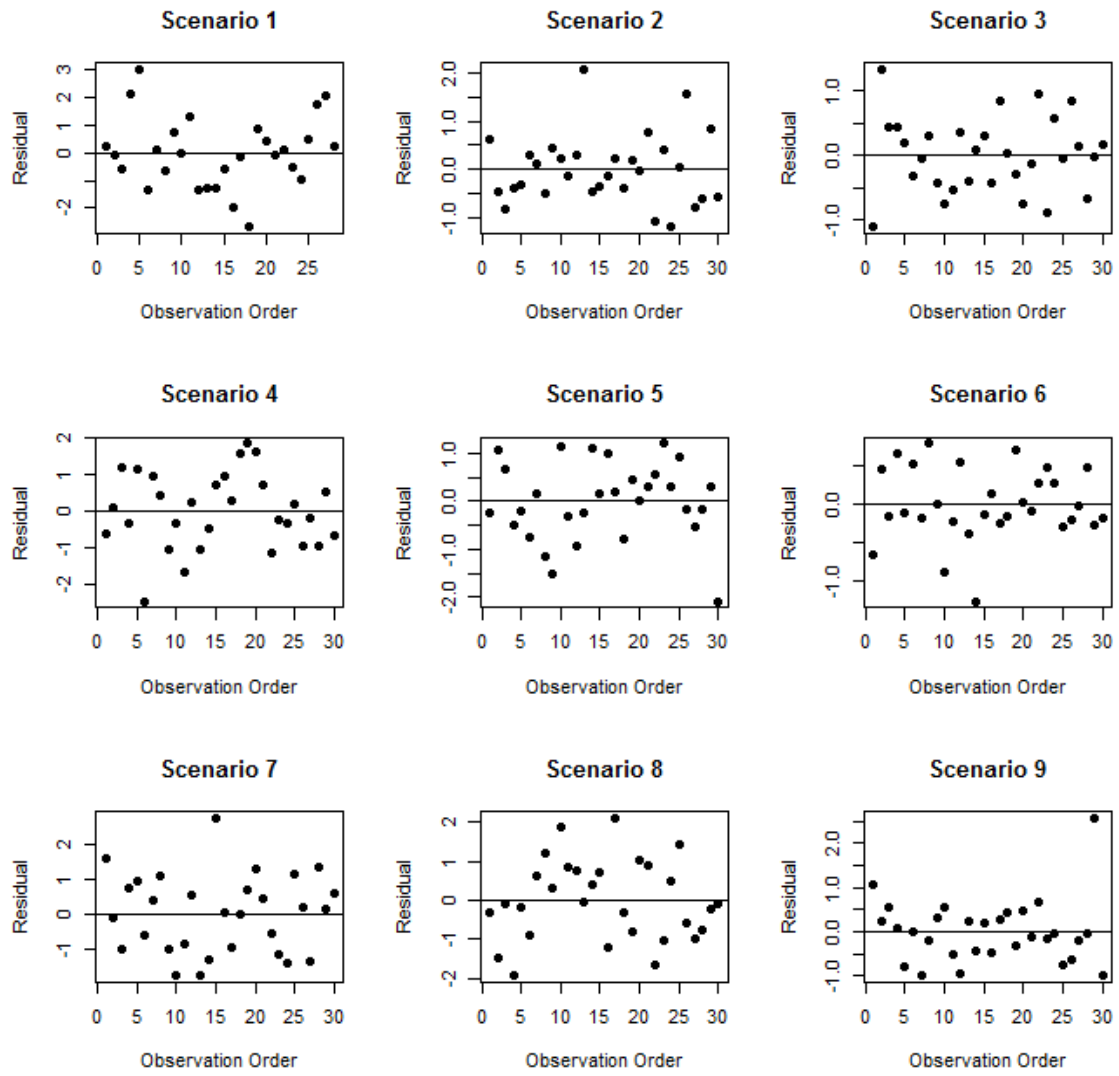 Scenario 1 Scenario 2 Scenario 3
Residual
3
2
1
0
-2
0 5 10 15 20 25
Observation Order
Residual
2.0
1.0
0.0
-1.0
0 5 10 15 20 25 30
Observation Order
Residual
1.0
0.0
-1.0
0 5 10 15 20 25 30
Observation Order
Scenario 4 Scenario 5 Scenario 6
Residual
2
1
0
-1
-2
0 5 10 15 20 25 30
Observation Order
Residual
1.0
0.0
-1.0
-2.0
0 5 10 15 20 25 30
Observation Order
Residual
0.0
-1.0
0 5 10 15 20 25 30
Observation Order
Scenario 7 Scenario 8 Scenario 9
Residual
2
1
0
-1
0 5 10 15 20 25 30
Observation Order
Residual
2
1
0
-1
-2
0 5 10 15 20 25 30
Observation Order
Residual
2.0
1.0
0.0
-1.0
0 5 10 15 20 25 30
Observation Order